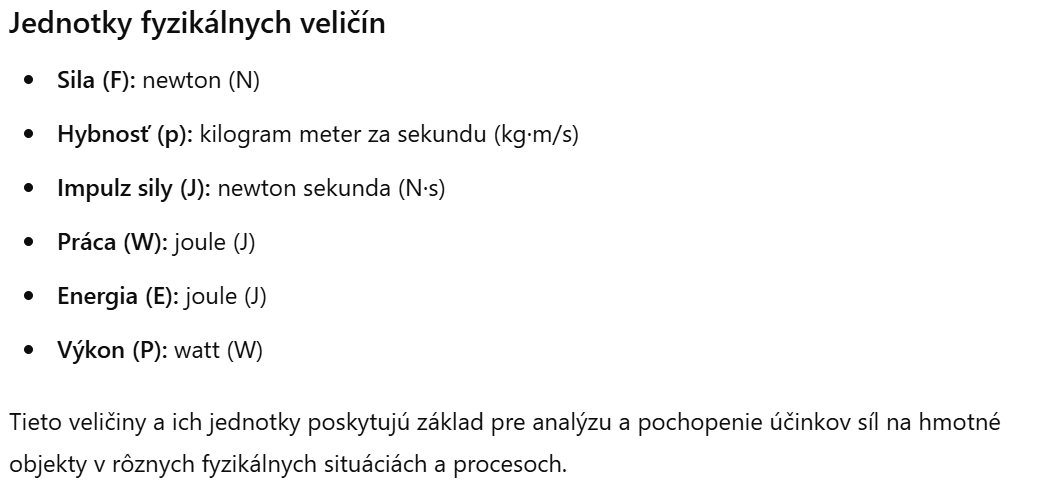 Jednotky fyzikálnych veličín
• Sila (F): newton (N)
• Hybnosť (p): kilogram meter za sekundu (kg·m/s)
• Impulz sily (J): newton sekunda (N·s)
• Práca (W): joule (J)
• Energia (E): joule (J)
• Výkon (P): watt (W)
Tieto veličiny a ich jednotky poskytujú základ pre analýzu a pochopenie účinkov síl na hmotné
objekty v rôznych fyzikálnych situáciách a procesoch.